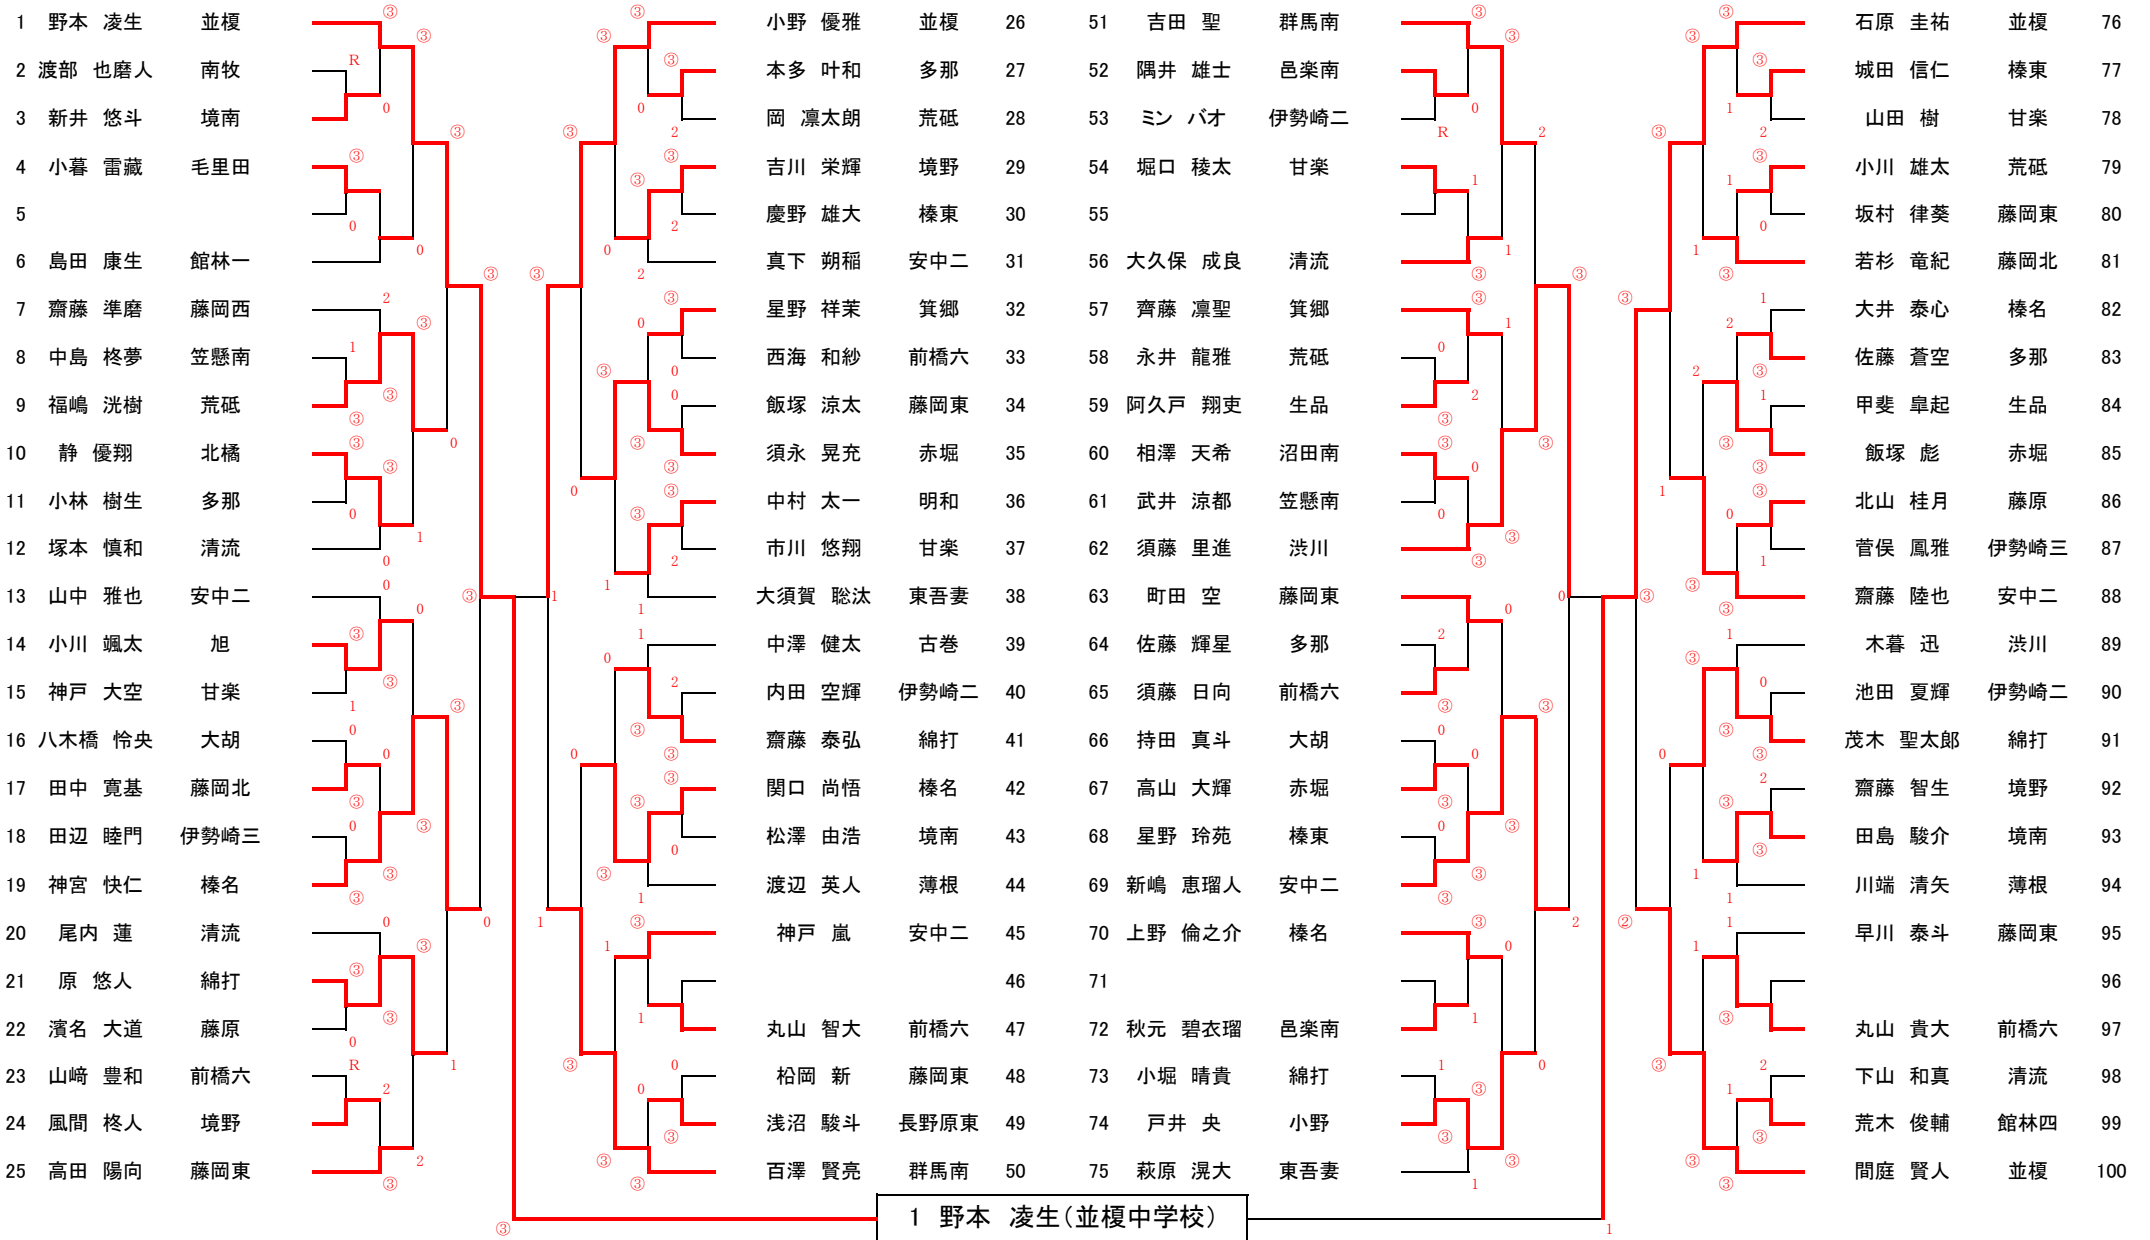 1 野本 凌生 並榎
2 渡部 也磨人 南牧
3 新井 悠斗 境南
4 小暮 雷藏 毛里田
5
6 島田 康生 館林一
7 齋藤 準磨 藤岡西
8 中島 柊夢 笠懸南
9 福嶋 洸樹 荒砥
10 静 優翔 北橘
11 小林 樹生 多那
12 塚本 慎和 清流
13 山中 雅也 安中二
14 小川 颯太 旭
15 神戸 大空 甘楽
16 八木橋 怜央 大胡
17 田中 寛基 藤岡北
18 田辺 睦門 伊勢崎三
19 神宮 快仁 榛名
20 尾内 蓮 清流
21 原 悠人 綿打
22 濱名 大道 藤原
23 山﨑 豊和 前橋六
24 風間 柊人 境野
25 高田 陽向 藤岡東
小野 優雅 並榎 26
本多 叶和 多那 27
岡 凛太朗 荒砥 28
吉川 栄輝 境野 29
慶野 雄大 榛東 30
真下 朔稲 安中二 31
星野 祥茉 箕郷 32
西海 和紗 前橋六 33
飯塚 涼太 藤岡東 34
須永 晃充 赤堀 35
中村 太一 明和 36
市川 悠翔 甘楽 37
大須賀 聡汰 東吾妻 38
中澤 健太 古巻 39
内田 空輝 伊勢崎二 40
齋藤 泰弘 綿打 41
関口 尚悟 榛名 42
松澤 由浩 境南 43
渡辺 英人 薄根 44
神戸 嵐 安中二 45
46
丸山 智大 前橋六 47
柗岡 新 藤岡東 48
浅沼 駿斗 長野原東 49
百澤 賢亮 群馬南 50
51 吉田 聖 群馬南
52 隅井 雄士 邑楽南
53 ミン バオ 伊勢崎二
54 堀口 稜太 甘楽
55
56 大久保 成良 清流
57 齊藤 凛聖 箕郷
58 永井 龍雅 荒砥
59 阿久戸 翔吏 生品
60 相澤 天希 沼田南
61 武井 涼都 笠懸南
62 須藤 里進 渋川
63 町田 空 藤岡東
64 佐藤 輝星 多那
65 須藤 日向 前橋六
66 持田 真斗 大胡
67 高山 大輝 赤堀
68 星野 玲苑 榛東
69 新嶋 恵瑠人 安中二
70 上野 倫之介 榛名
71
72 秋元 碧衣瑠 邑楽南
73 小堀 晴貴 綿打
74 戸井 央 小野
75 萩原 滉大 東吾妻
石原 圭祐 並榎 76
城田 信仁 榛東 77
山田 樹 甘楽 78
小川 雄太 荒砥 79
坂村 律葵 藤岡東 80
若杉 竜紀 藤岡北 81
大井 泰心 榛名 82
佐藤 蒼空 多那 83
甲斐 皐起 生品 84
飯塚 彪 赤堀 85
北山 桂月 藤原 86
菅俣 鳳雅 伊勢崎三 87
齋藤 陸也 安中二 88
木暮 迅 渋川 89
池田 夏輝 伊勢崎二 90
茂木 聖太郎 綿打 91
齋藤 智生 境野 92
田島 駿介 境南 93
川端 清矢 薄根 94
早川 泰斗 藤岡東 95
96
丸山 貴大 前橋六 97
下山 和真 清流 98
荒木 俊輔 館林四 99
間庭 賢人 並榎 100
1 野本 凌生(並榎中学校)